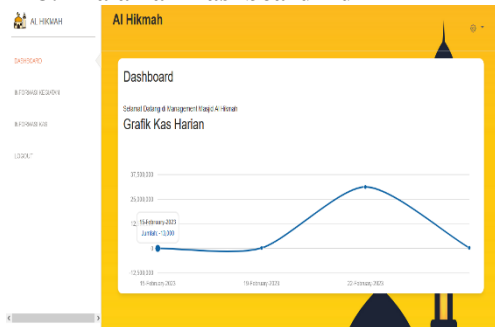 AL HIKMAH
Al Hikmah
DASHBOARD
INFORMASI KEGIATAN
INFORMASI KAS
LOGOUT
Dashboard
Selamat Datang di Management Masjid Al Hikmah
Grafik Kas Harian
37,500,000
25,000,000
15-February-2023
Jumlah: -13,000
0
-12,500,000
15-February-2023
19-February-2023
22-February-2023